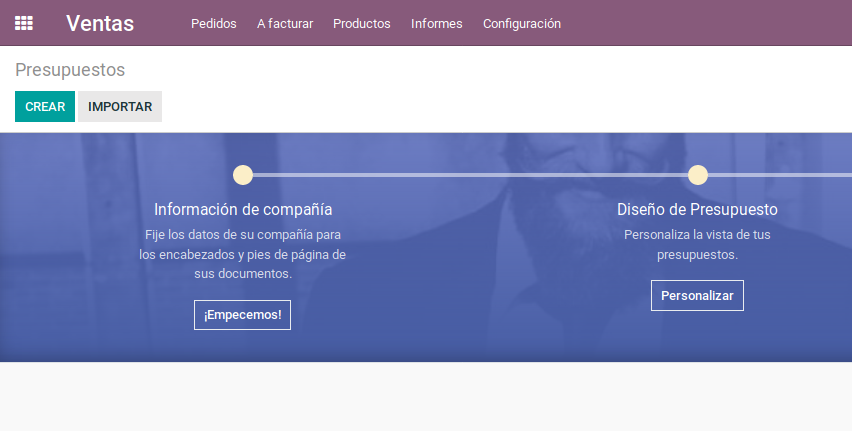 Ventas Pedidos A facturar Productos Informes Configuración
Presupuestos
CREAR IMPORTAR
Información de compañía
Fije los datos de su compañía para
los encabezados y pies de página de
sus documentos.
¡Empecemos!
Diseño de Presupuesto
Personaliza la vista de tus
presupuestos.
Personalizar